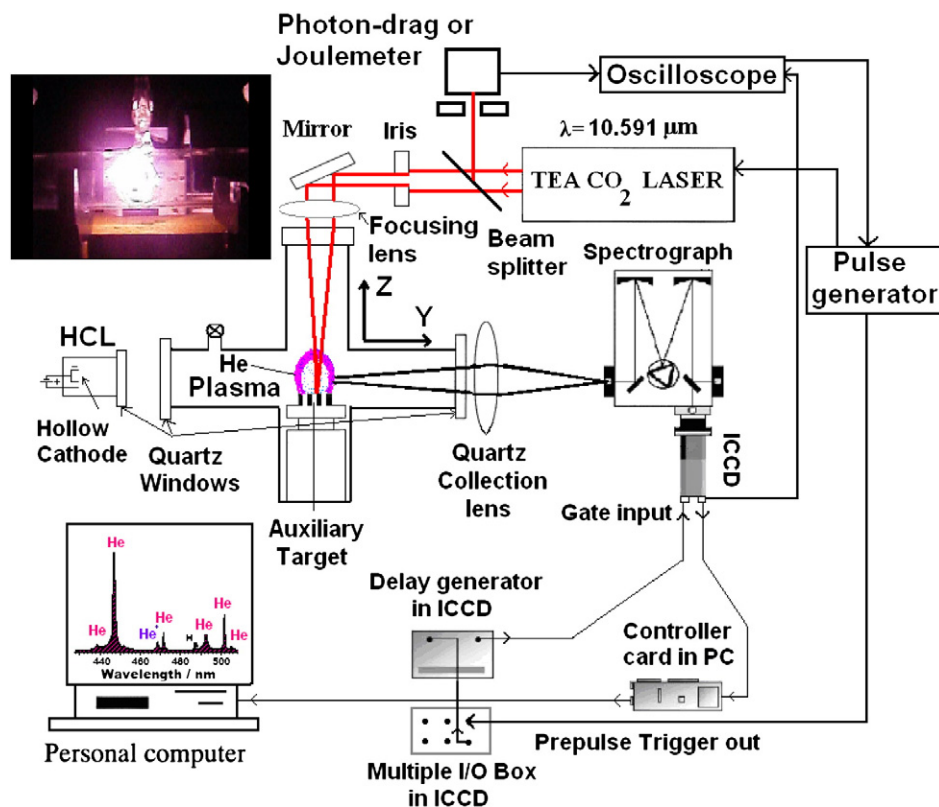 Photon-drag or
Joulemeter
Oscilloscope
Mirror
Iris
λ= 10.591 μm
TEA CO2 LASER
Focusing
lens
Beam
splitter
Spectrograph
Pulse
generator
Z
Y
HCL
He
Plasma
Hollow
Cathode
Quartz
Windows
Quartz
Collection
lens
ICCD
Auxiliary
Target
Gate input
He
He
He+
He
H
He
He
He
440 460 480 500
Wavelength / nm
Delay generator
in ICCD
Controller
card in PC
Personal computer
Prepulse Trigger out
Multiple I/O Box
in ICCD